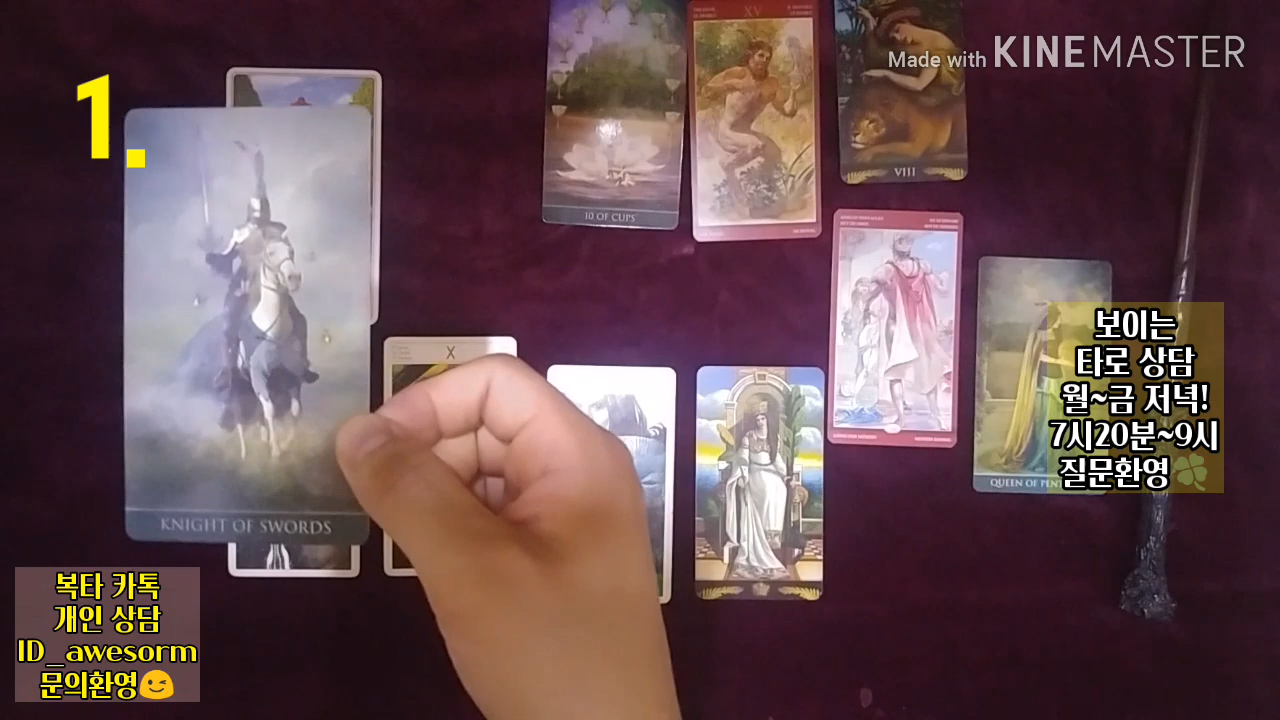 1.
Made with KINEMASTER
XV
10 OF CUPS
VIII
KNIGHT OF SWORDS
X
QUEEN OF
보이는
타로 상담
월~금 저녁!
7시20분~9시
질문환영🍀
복타 카톡
개인 상담
ID_awesorm
문의환영😉